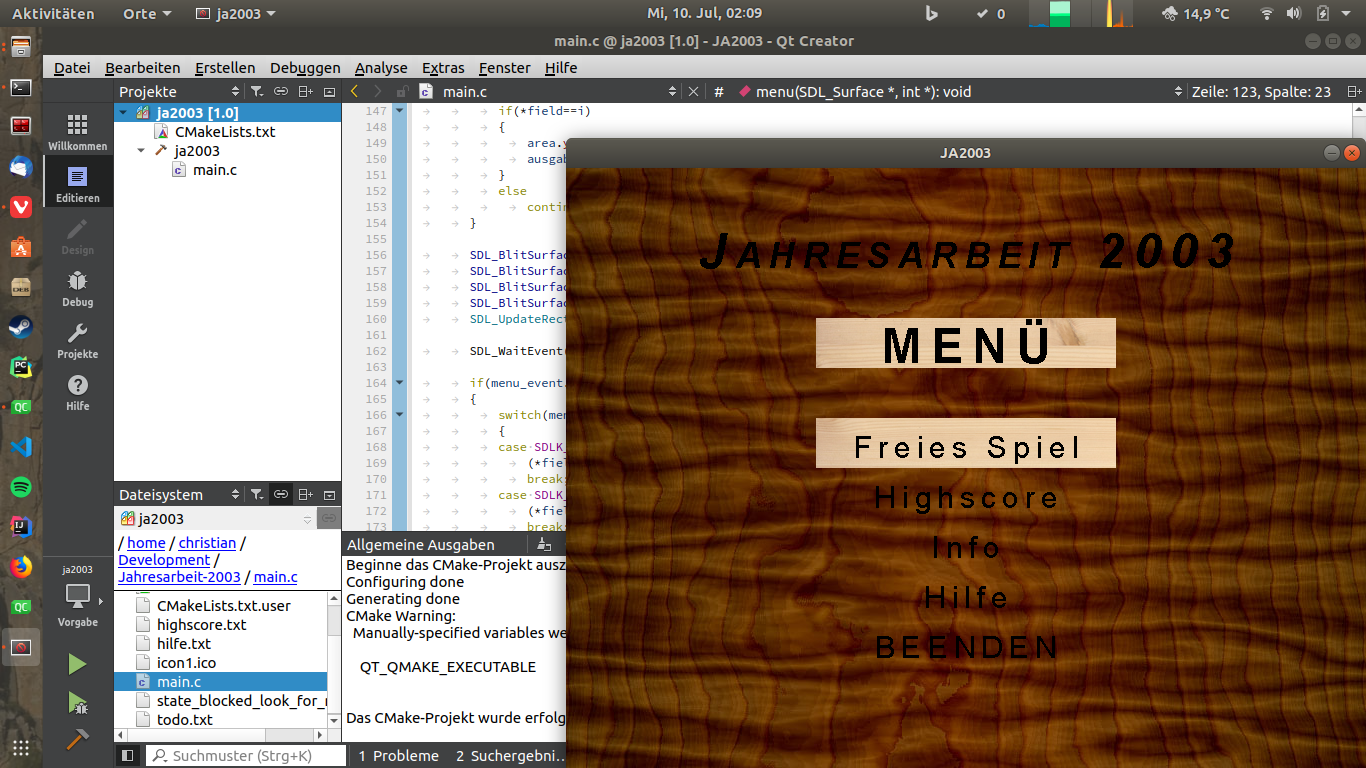 Aktivitäten Orte ja2003 Mi, 10. Jul, 02:09 0 14,9 °C
main.c @ ja2003 [1.0] - JA2003 - Qt Creator
Datei Bearbeiten Erstellen Debuggen Analyse Extras Fenster Hilfe
Projekte main.c # menu(SDL_Surface *, int *): void Zeile: 123, Spalte: 23
Willkommen
Editieren
Design
Debug
Projekte
Hilfe
ja2003
Vorgabe
ja2003 [1.0]
CMakeLists.txt
ja2003
main.c
Dateisystem
ja2003
/ home / christian /
Development /
Jahresarbeit-2003 / main.c
CMakeLists.txt.user
highscore.txt
hilfe.txt
icon1.ico
main.c
state_blocked_look_for_
todo.txt
147 if(*field==i)
148 {
149 area.y
150 ausgab
151 }
152 else
153 contin
154 }
155
156 SDL_BlitSurfac
157 SDL_BlitSurfac
158 SDL_BlitSurfac
159 SDL_BlitSurfac
160 SDL_UpdateRect
161
162 SDL_WaitEvent(
163
164 if(menu_event.
165 {
166 switch(men
167 {
168 case SDLK_
169 (*fiel
170 break;
171 case SDLK_
172 (*fiel
173 break;
Allgemeine Ausgaben
Beginne das CMake-Projekt ausz
Configuring done
Generating done
CMake Warning:
Manually-specified variables we
QT_QMAKE_EXECUTABLE
Das CMake-Projekt wurde erfolg
Suchmuster (Strg+K) 1 Probleme 2 Suchergebni...
JA2003
JAHRESARBEIT 2003
MENÜ
Freies Spiel
Highscore
Info
Hilfe
BEENDEN